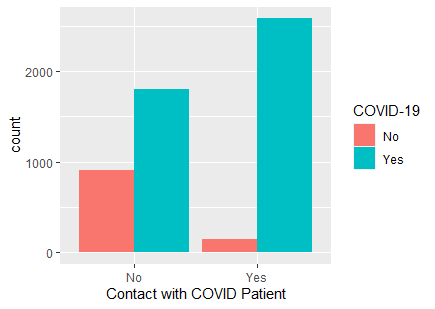 2000
1000
0
count
No
Yes
Contact with COVID Patient
COVID-19
No
Yes